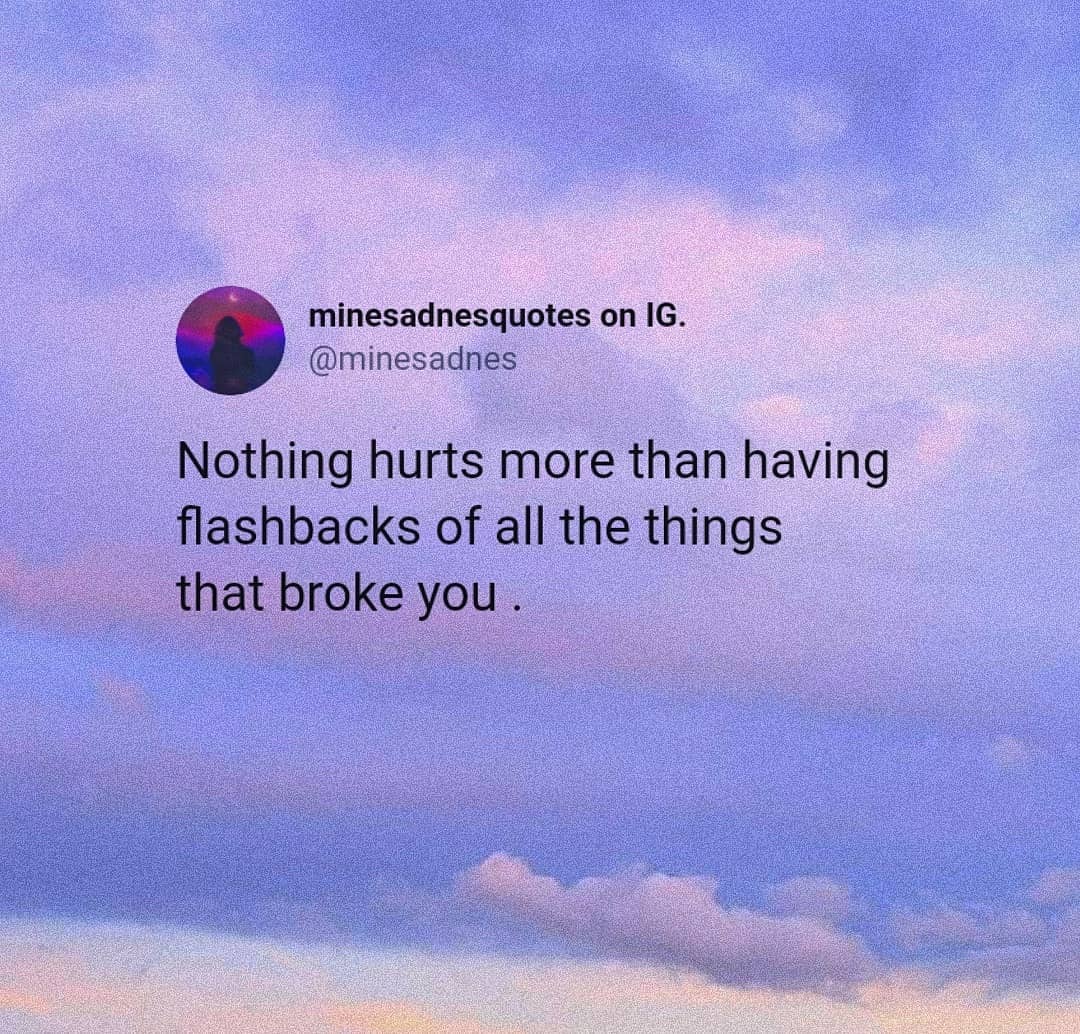 minesadnesquotes on IG.
@minesadnes
Nothing hurts more than having
flashbacks of all the things
that broke you .